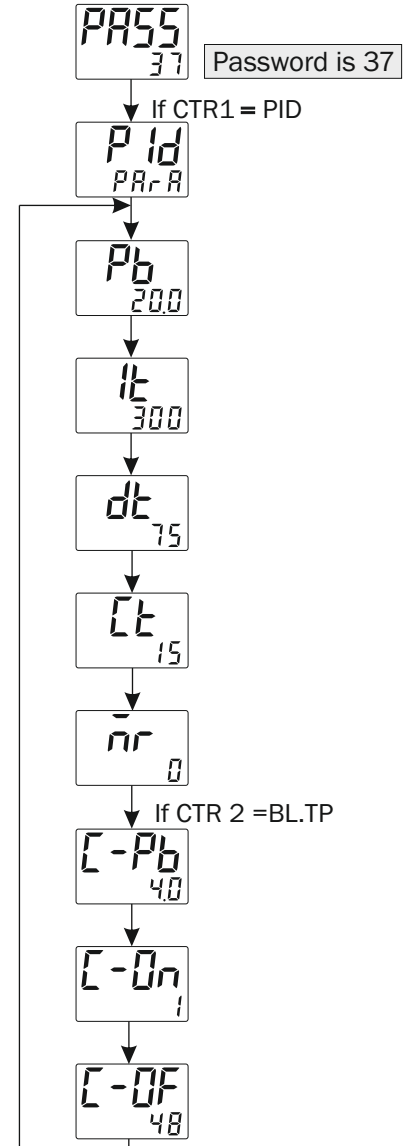 PASS
37
Password is 37
If CTR1 = PID
PId
PArA
Pb
20.0
It
300
dt
75
Ct
15
m̄r
0
If CTR 2 =BL.TP
C-Pb
4.0
C-On
1
C-OF
48